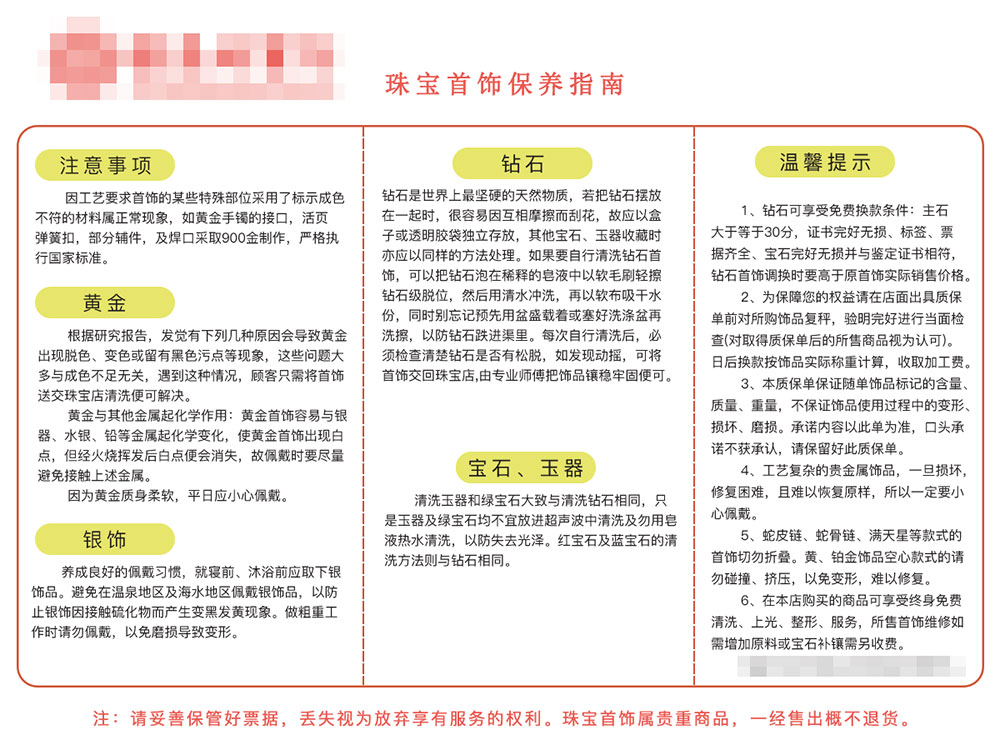 珠宝首饰保养指南
注意事项
因工艺要求首饰的某些特殊部位采用了标示成色
不符的材料属正常现象，如黄金手镯的接口，活页
弹簧扣，部分辅件，及焊口采取900金制作，严格执
行国家标准。
黄金
根据研究报告，发觉有下列几种原因会导致黄金
出现脱色、变色或留有黑色污点等现象，这些问题大
多与成色不足无关，遇到这种情况，顾客只需将首饰
送交珠宝店清洗便可解决。
黄金与其他金属起化学作用：黄金首饰容易与银
器、水银、铅等金属起化学变化，使黄金首饰出现白
点，但经火烧挥发后白点便会消失，故佩戴时要尽量
避免接触上述金属。
因为黄金质身柔软，平日应小心佩戴。
银饰
养成良好的佩戴习惯，就寝前、沐浴前应取下银
饰品。避免在温泉地区及海水地区佩戴银饰品，以防
止银饰因接触硫化物而产生变黑发黄现象。做粗重工
作时请勿佩戴，以免磨损导致变形。
钻石
钻石是世界上最坚硬的天然物质，若把钻石摆放
在一起时，很容易因互相摩擦而刮花，故应以盒
子或透明胶袋独立存放，其他宝石、玉器收藏时
亦应以同样的方法处理。如果要自行清洗钻石首
饰，可以把钻石泡在稀释的皂液中以软毛刷轻擦
钻石级脱位，然后用清水冲洗，再以软布吸干水
份，同时别忘记预先用盆盛载着或塞好洗涤盆再
洗擦，以防钻石跌进渠里。每次自行清洗后，必
须检查清楚钻石是否有松脱，如发现动摇，可将
首饰交回珠宝店,由专业师傅把饰品镶稳牢固便可。
宝石、玉器
清洗玉器和绿宝石大致与清洗钻石相同，只
是玉器及绿宝石均不宜放进超声波中清洗及勿用皂
液热水清洗，以防失去光泽。红宝石及蓝宝石的清
洗方法则与钻石相同。
温馨提示
1、钻石可享受免费换款条件：主石
大于等于30分，证书完好无损、标签、票
据齐全、宝石完好无损并与鉴定证书相符，
钻石首饰调换时要高于原首饰实际销售价格。
2、为保障您的权益请在店面出具质保
单前对所购饰品复秤，验明完好进行当面检
查(对取得质保单后的所售商品视为认可)。
日后换款按饰品实际称重计算，收取加工费。
3、本质保单保证随单饰品标记的含量、
质量、重量，不保证饰品使用过程中的变形、
损坏、磨损。承诺内容以此单为准，口头承
诺不获承认，请保留好此质保单。
4、工艺复杂的贵金属饰品，一旦损坏，
修复困难，且难以恢复原样，所以一定要小
心佩戴。
5、蛇皮链、蛇骨链、满天星等款式的
首饰切勿折叠。黄、铂金饰品空心款式的请
勿碰撞、挤压，以免变形，难以修复。
6、在本店购买的商品可享受终身免费
清洗、上光、整形、服务，所售首饰维修如
需增加原料或宝石补镶需另收费。
注：请妥善保管好票据，丢失视为放弃享有服务的权利。珠宝首饰属贵重商品，一经售出概不退货。